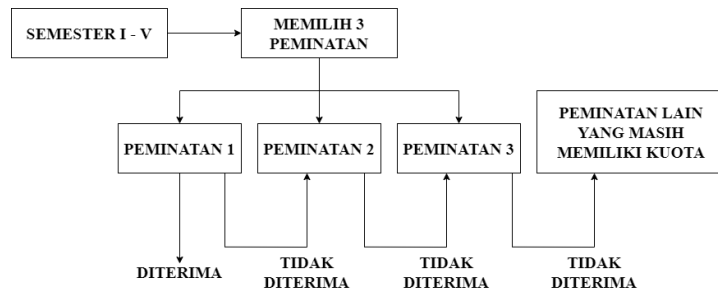 SEMESTER I - V
MEMILIH 3
PEMINATAN
PEMINATAN 1
PEMINATAN 2
PEMINATAN 3
PEMINATAN LAIN
YANG MASIH
MEMILIKI KUOTA
DITERIMA
TIDAK
DITERIMA
TIDAK
DITERIMA
TIDAK
DITERIMA